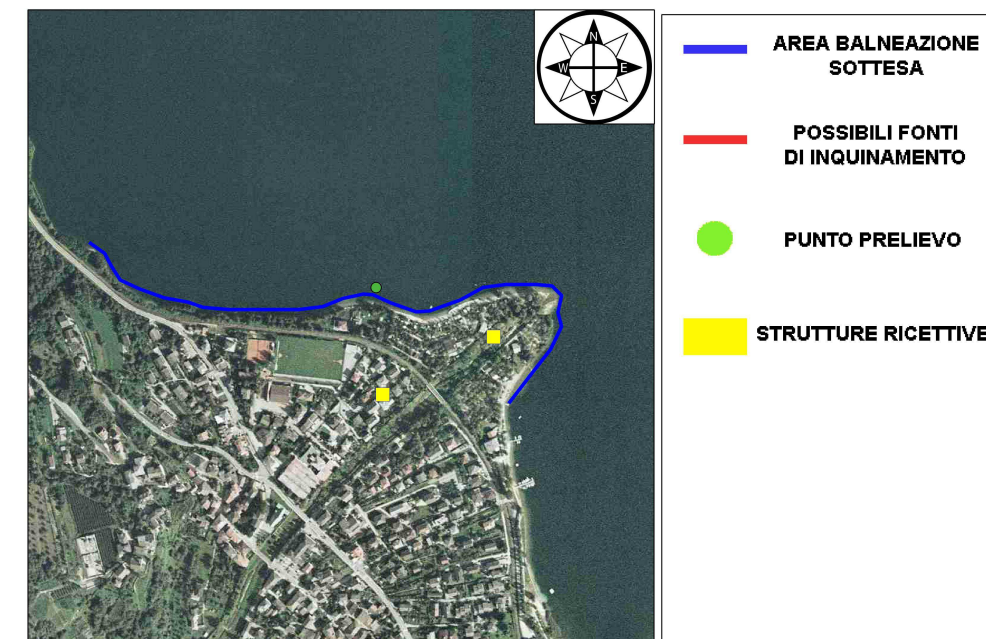 N
W
E
S
AREA BALNEAZIONE
SOTTESA
POSSIBILI FONTI
DI INQUINAMENTO
PUNTO PRELIEVO
STRUTTURE RICETTIVE